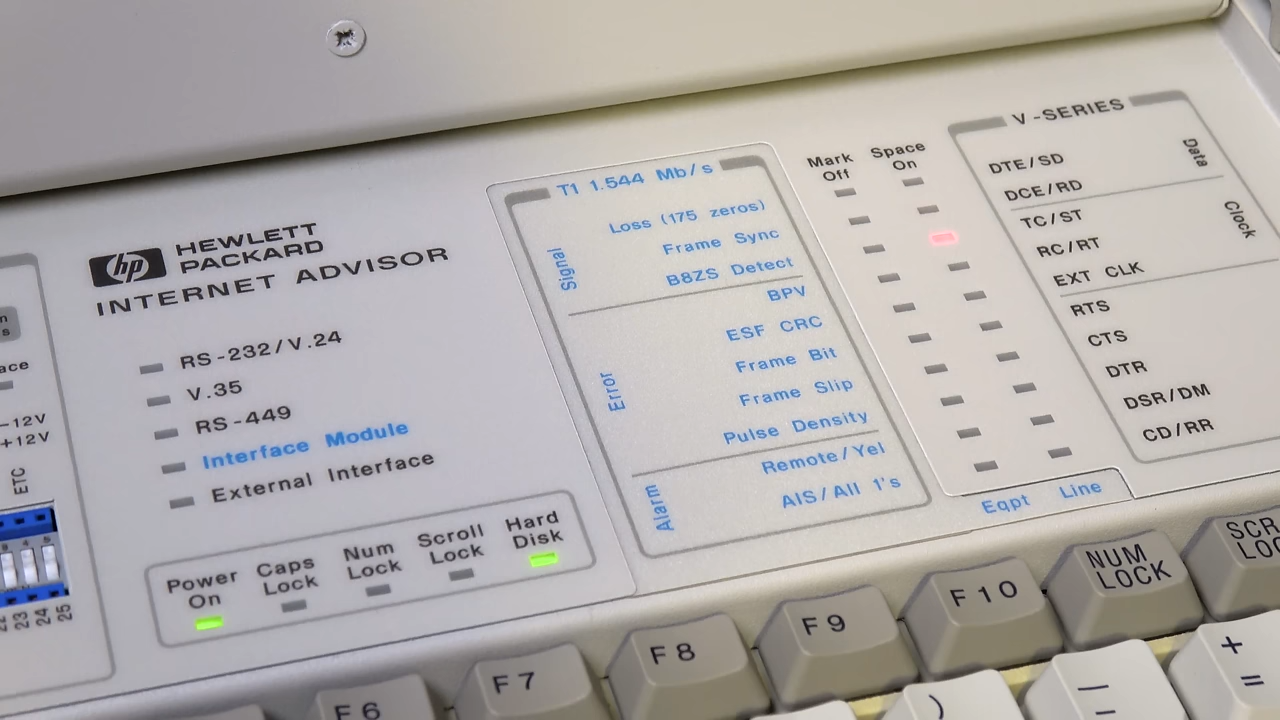 hp
HEWLETT
PACKARD
INTERNET ADVISOR
RS-232/V.24
V.35
RS-449
Interface Module
External Interface
Power
On
Caps
Lock
Num
Lock
Scroll
Lock
Hard
Disk
-12V
+12V
ETC
23
24
25
T1 1.544 Mb/s
Signal
Loss (175 zeros)
Frame Sync
B8ZS Detect
Error
BPV
ESF CRC
Frame Bit
Frame Slip
Pulse Density
Alarm
Remote/Yel
AIS/All 1's
Mark
Off
Space
On
Eqpt Line
V-SERIES
DTE/SD
DCE/RD
Data
TC/ST
RC/RT
EXT CLK
Clock
RTS
CTS
DTR
DSR/DM
CD/RR
F6
F7
F8
F9
F10
NUM
LOCK
)
+
=